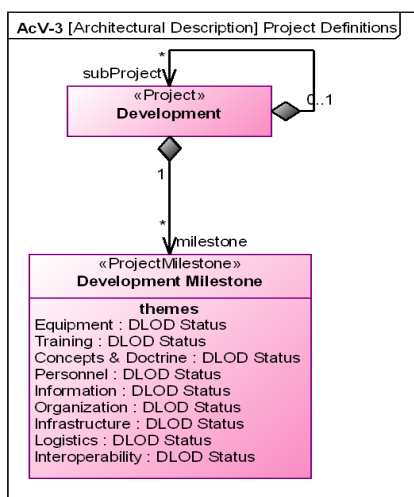 AcV-3 [Architectural Description] Project Definitions
*
subProject
«Project»
Development
0..1
1
*
milestone
«ProjectMilestone»
Development Milestone
themes
Equipment : DLOD Status
Training : DLOD Status
Concepts & Doctrine : DLOD Status
Personnel : DLOD Status
Information : DLOD Status
Organization : DLOD Status
Infrastructure : DLOD Status
Logistics : DLOD Status
Interoperability : DLOD Status